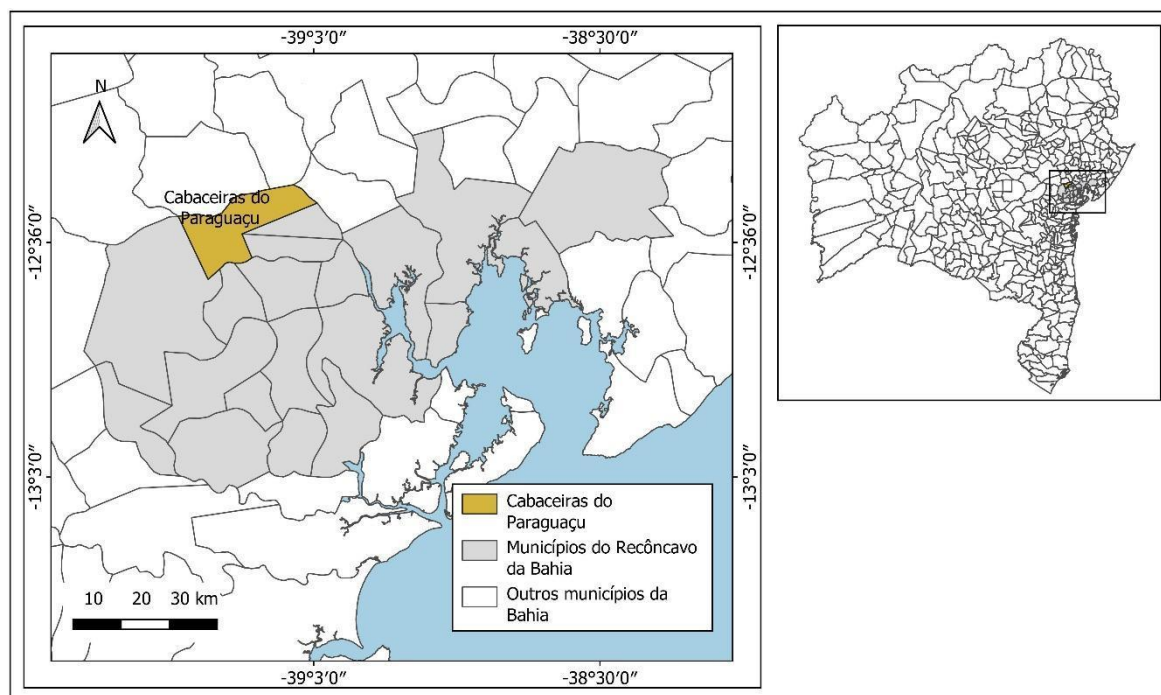 -39°3'0"
-38°30'0"
N
Cabaceiras do
Paraguaçu
-12°36'0"
-12°36'0"
-13°3'0"
-13°3'0"
Cabaceiras do
Paraguaçu
Municípios do Recôncavo
da Bahia
Outros municípios da
Bahia
10 20 30 km
-39°3'0"
-38°30'0"